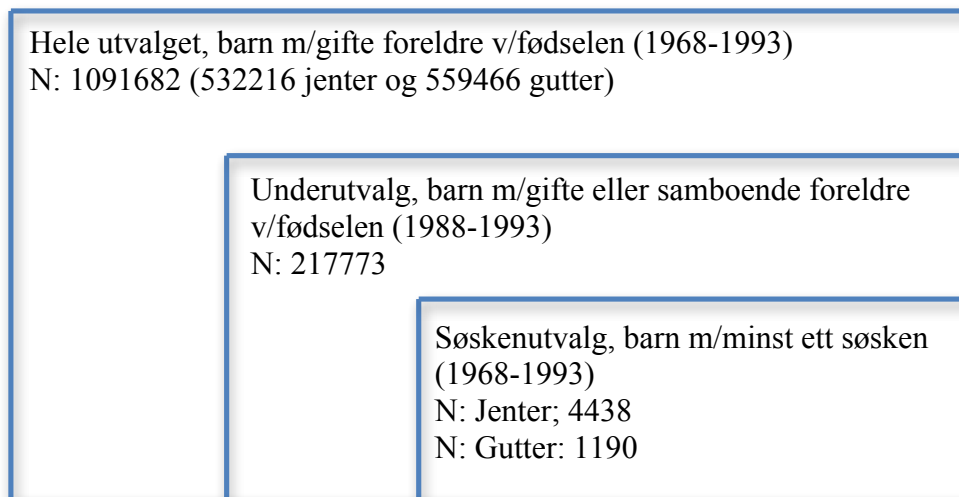 Hele utvalget, barn m/gifte foreldre v/fødselen (1968-1993)
N: 1091682 (532216 jenter og 559466 gutter)
Underutvalg, barn m/gifte eller samboende foreldre
v/fødselen (1988-1993)
N: 217773
Søskenutvalg, barn m/minst ett søsken
(1968-1993)
N: Jenter; 4438
N: Gutter: 1190